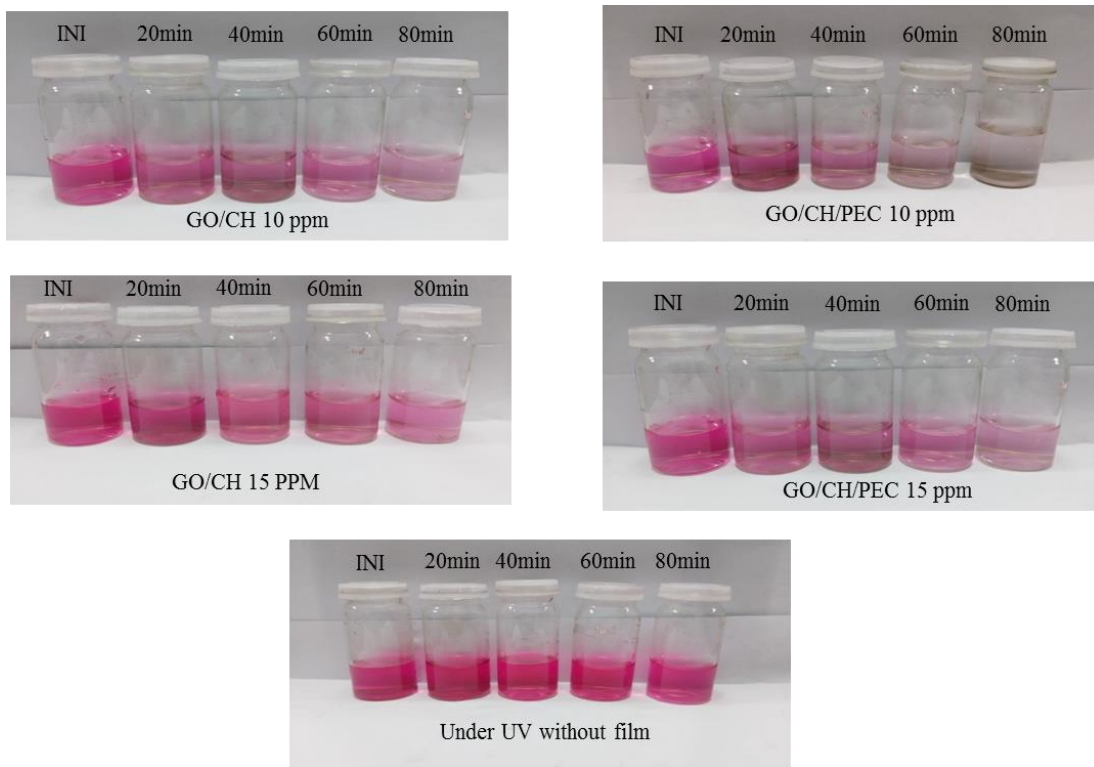 INI 20min 40min 60min 80min
GO/CH 10 ppm
INI 20min 40min 60min 80min
GO/CH/PEC 10 ppm
INI 20min 40min 60min 80min
GO/CH 15 PPM
INI 20min 40min 60min 80min
GO/CH/PEC 15 ppm
INI 20min 40min 60min 80min
Under UV without film